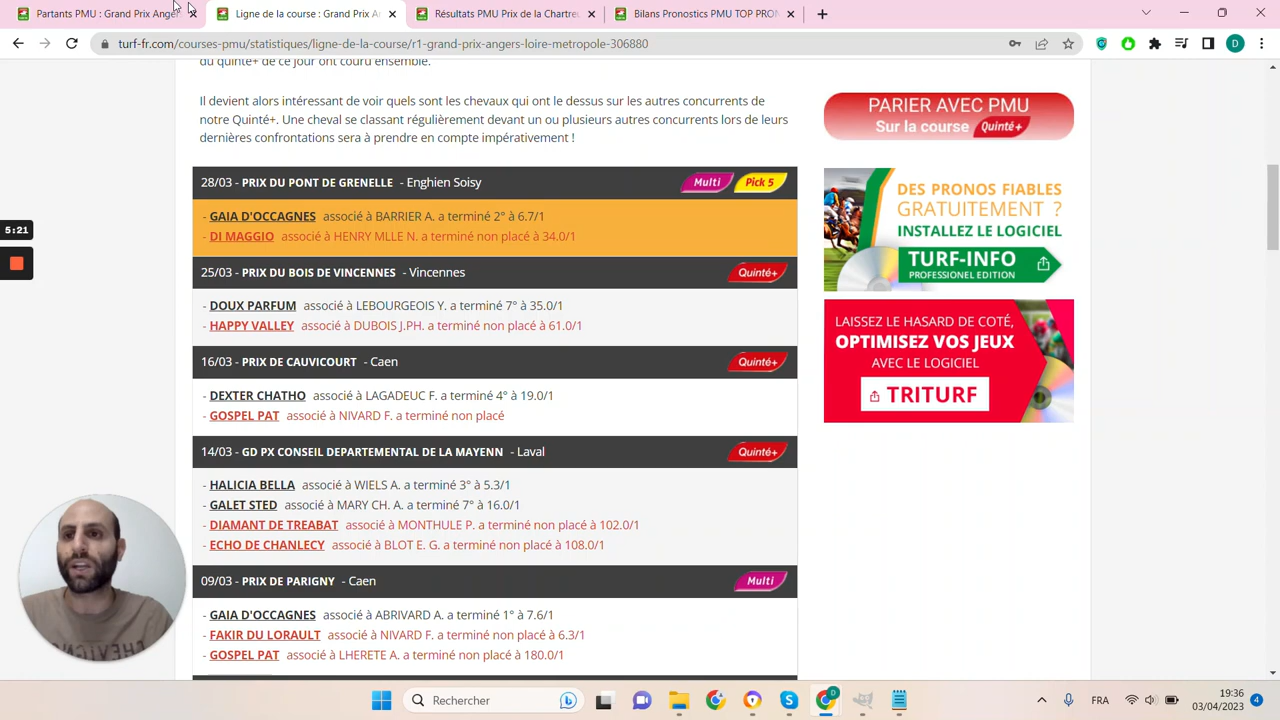 Partants PMU : Grand Prix Anger
Ligne de la course : Grand Prix A
Résultats PMU Prix de la Chartre
Bilans Pronostics PMU TOP PRON
turf-fr.com/courses-pmu/statistiques/ligne-de-la-course/r1-grand-prix-angers-loire-metropole-306880
D
du quinté+ de ce jour ont couru ensemble.
Il devient alors intéressant de voir quels sont les chevaux qui ont le dessus sur les autres concurrents de
notre Quinté+. Une cheval se classant régulièrement devant un ou plusieurs autres concurrents lors de leurs
dernières confrontations sera à prendre en compte impérativement !
28/03 - PRIX DU PONT DE GRENELLE - Enghien Soisy Multi Pick 5
- GAIA D'OCCAGNES associé à BARRIER A. a terminé 2° à 6.7/1
- DI MAGGIO associé à HENRY MLLE N. a terminé non placé à 34.0/1
25/03 - PRIX DU BOIS DE VINCENNES - Vincennes Quinté+
- DOUX PARFUM associé à LEBOURGEOIS Y. a terminé 7° à 35.0/1
- HAPPY VALLEY associé à DUBOIS J.PH. a terminé non placé à 61.0/1
16/03 - PRIX DE CAUVICOURT - Caen Quinté+
- DEXTER CHATHO associé à LAGADEUC F. a terminé 4° à 19.0/1
- GOSPEL PAT associé à NIVARD F. a terminé non placé
14/03 - GD PX CONSEIL DEPARTEMENTAL DE LA MAYENN - Laval Quinté+
- HALICIA BELLA associé à WIELS A. a terminé 3° à 5.3/1
- GALET STED associé à MARY CH. A. a terminé 7° à 16.0/1
- DIAMANT DE TREABAT associé à MONTHULE P. a terminé non placé à 102.0/1
- ECHO DE CHANLECY associé à BLOT E. G. a terminé non placé à 108.0/1
09/03 - PRIX DE PARIGNY - Caen Multi
- GAIA D'OCCAGNES associé à ABRIVARD A. a terminé 1° à 7.6/1
- FAKIR DU LORAULT associé à NIVARD F. a terminé non placé à 6.3/1
- GOSPEL PAT associé à LHERETE A. a terminé non placé à 180.0/1
PARIER AVEC PMU
Sur la course Quinté+
DES PRONOS FIABLES
GRATUITEMENT ?
INSTALLEZ LE LOGICIEL
TURF-INFO
PROFESSIONEL EDITION
LAISSEZ LE HASARD DE COTÉ,
OPTIMISEZ VOS JEUX
AVEC LE LOGICIEL
TRITURF
5:21
Rechercher
D
FRA
19:36
03/04/2023
4